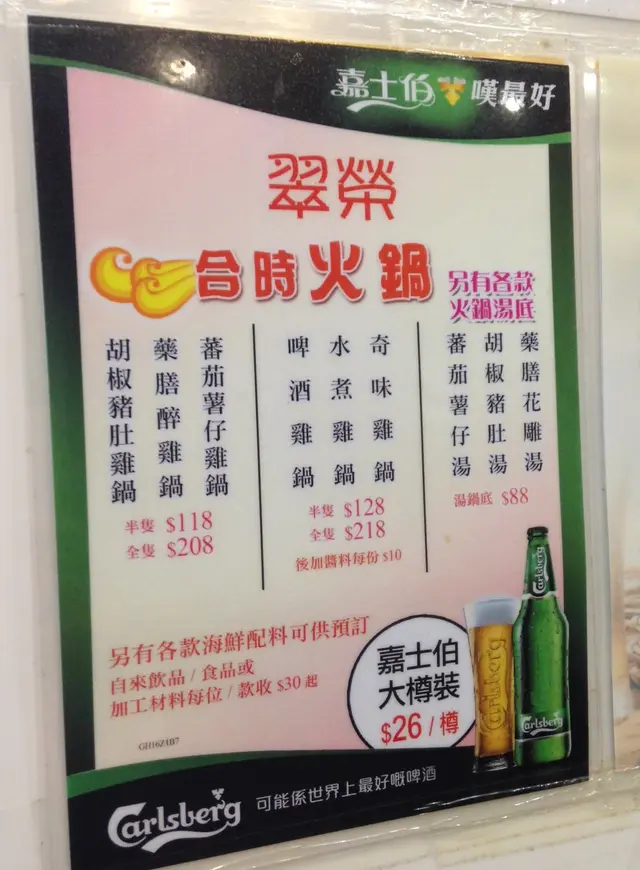 嘉士伯 嘆最好
翠榮
合時火鍋
另有各款
火鍋湯底
蕃茄薯仔雞鍋
藥膳醉雞鍋
胡椒豬肚雞鍋
半隻 $118
全隻 $208
奇味雞鍋
水煮雞鍋
啤酒雞鍋
半隻 $128
全隻 $218
後加醬料每份 $10
藥膳花雕湯
胡椒豬肚湯
蕃茄薯仔湯
湯鍋底 $88
另有各款海鮮配料可供預訂
自來飲品 / 食品或
加工材料每位 / 款收 $30 起
嘉士伯
大樽裝
$26 / 樽
Carlsberg
Carlsberg
Carlsberg
GH16Z1B7
Carlsberg 可能係世界上最好嘅啤酒